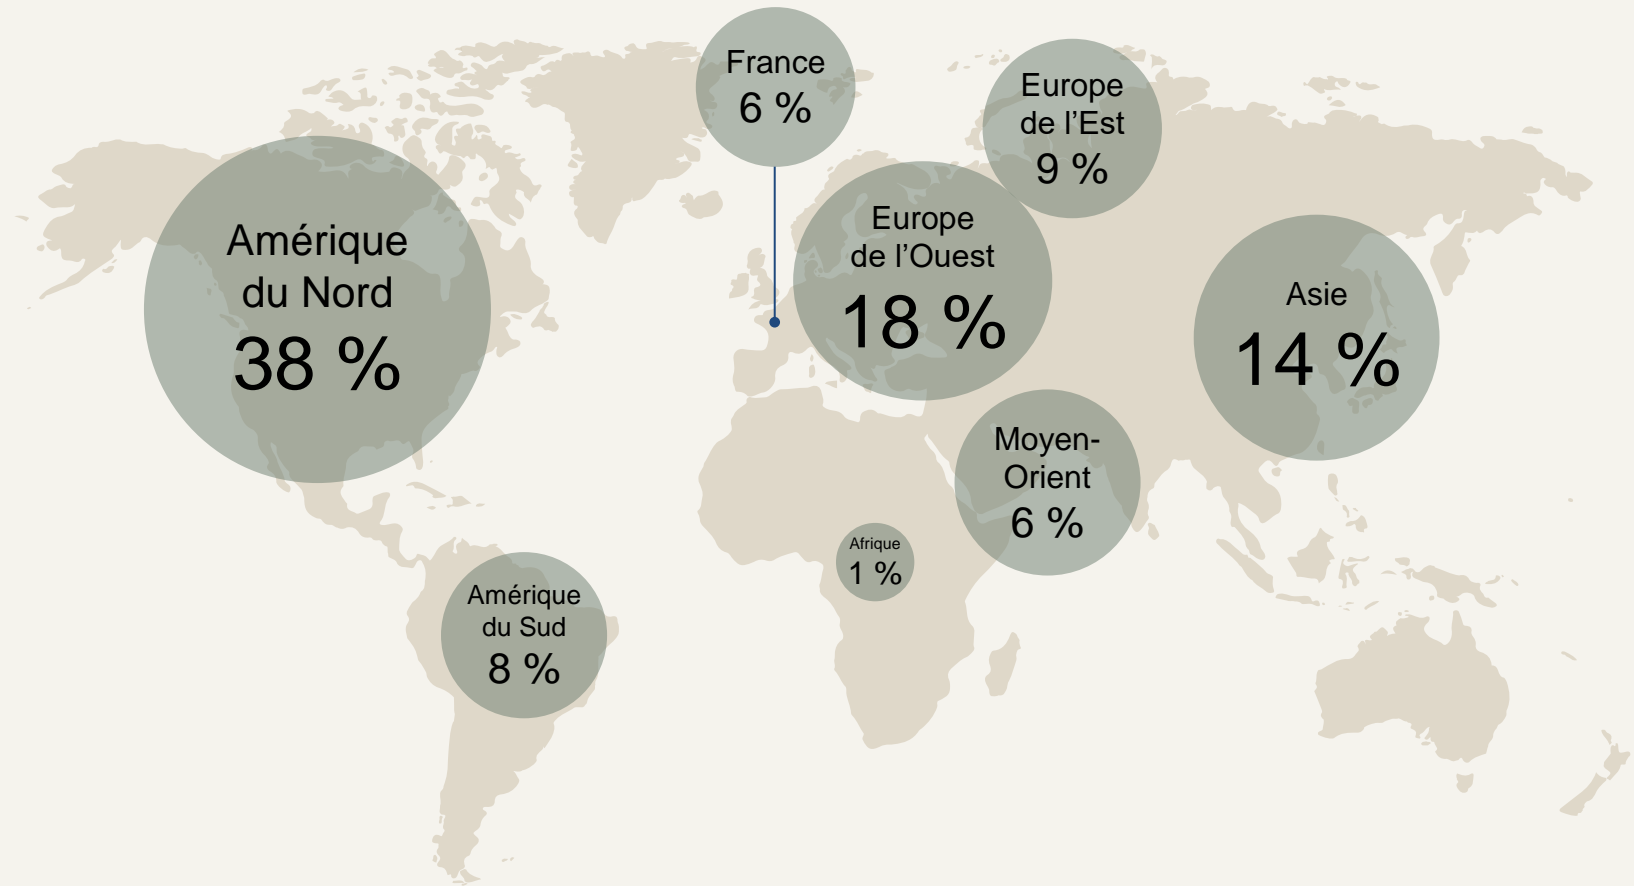 France
6 %
Europe
de l’Est
9 %
Amérique
du Nord
38 %
Europe
de l’Ouest
18 %
Asie
14 %
Moyen-
Orient
6 %
Afrique
1 %
Amérique
du Sud
8 %